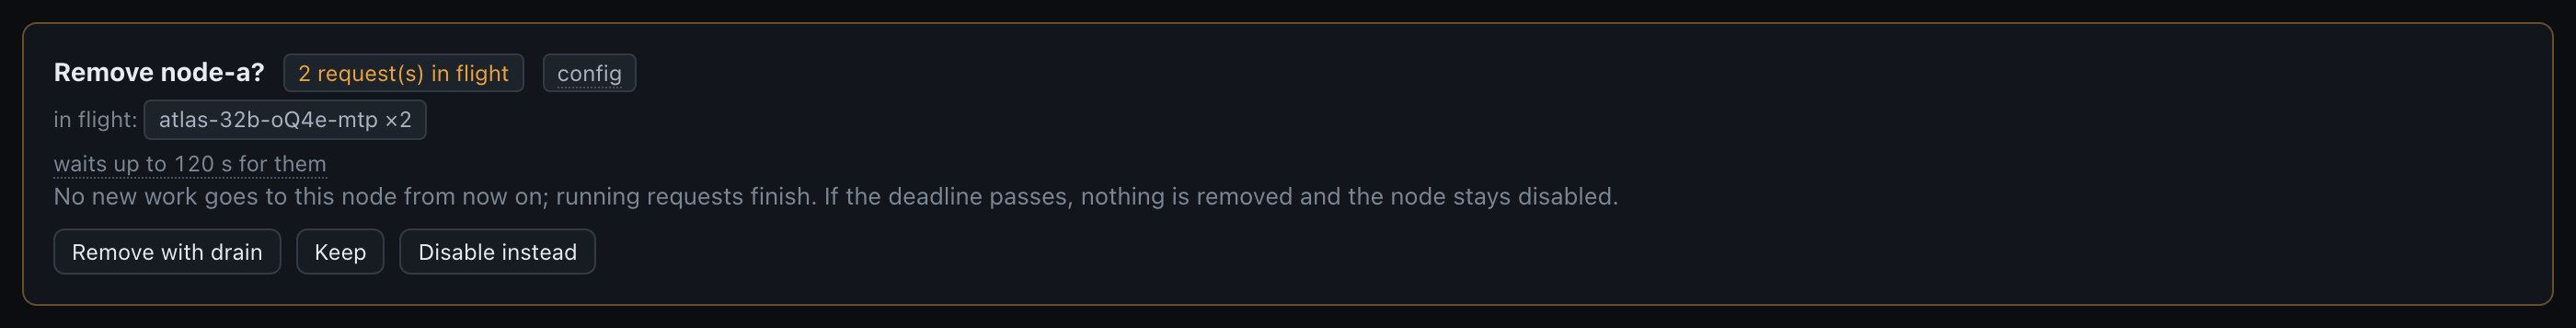 Remove node-a? 2 request(s) in flight config
in flight: atlas-32b-oQ4e-mtp ×2
waits up to 120 s for them
No new work goes to this node from now on; running requests finish. If the deadline passes, nothing is removed and the node stays disabled.
Remove with drain Keep Disable instead